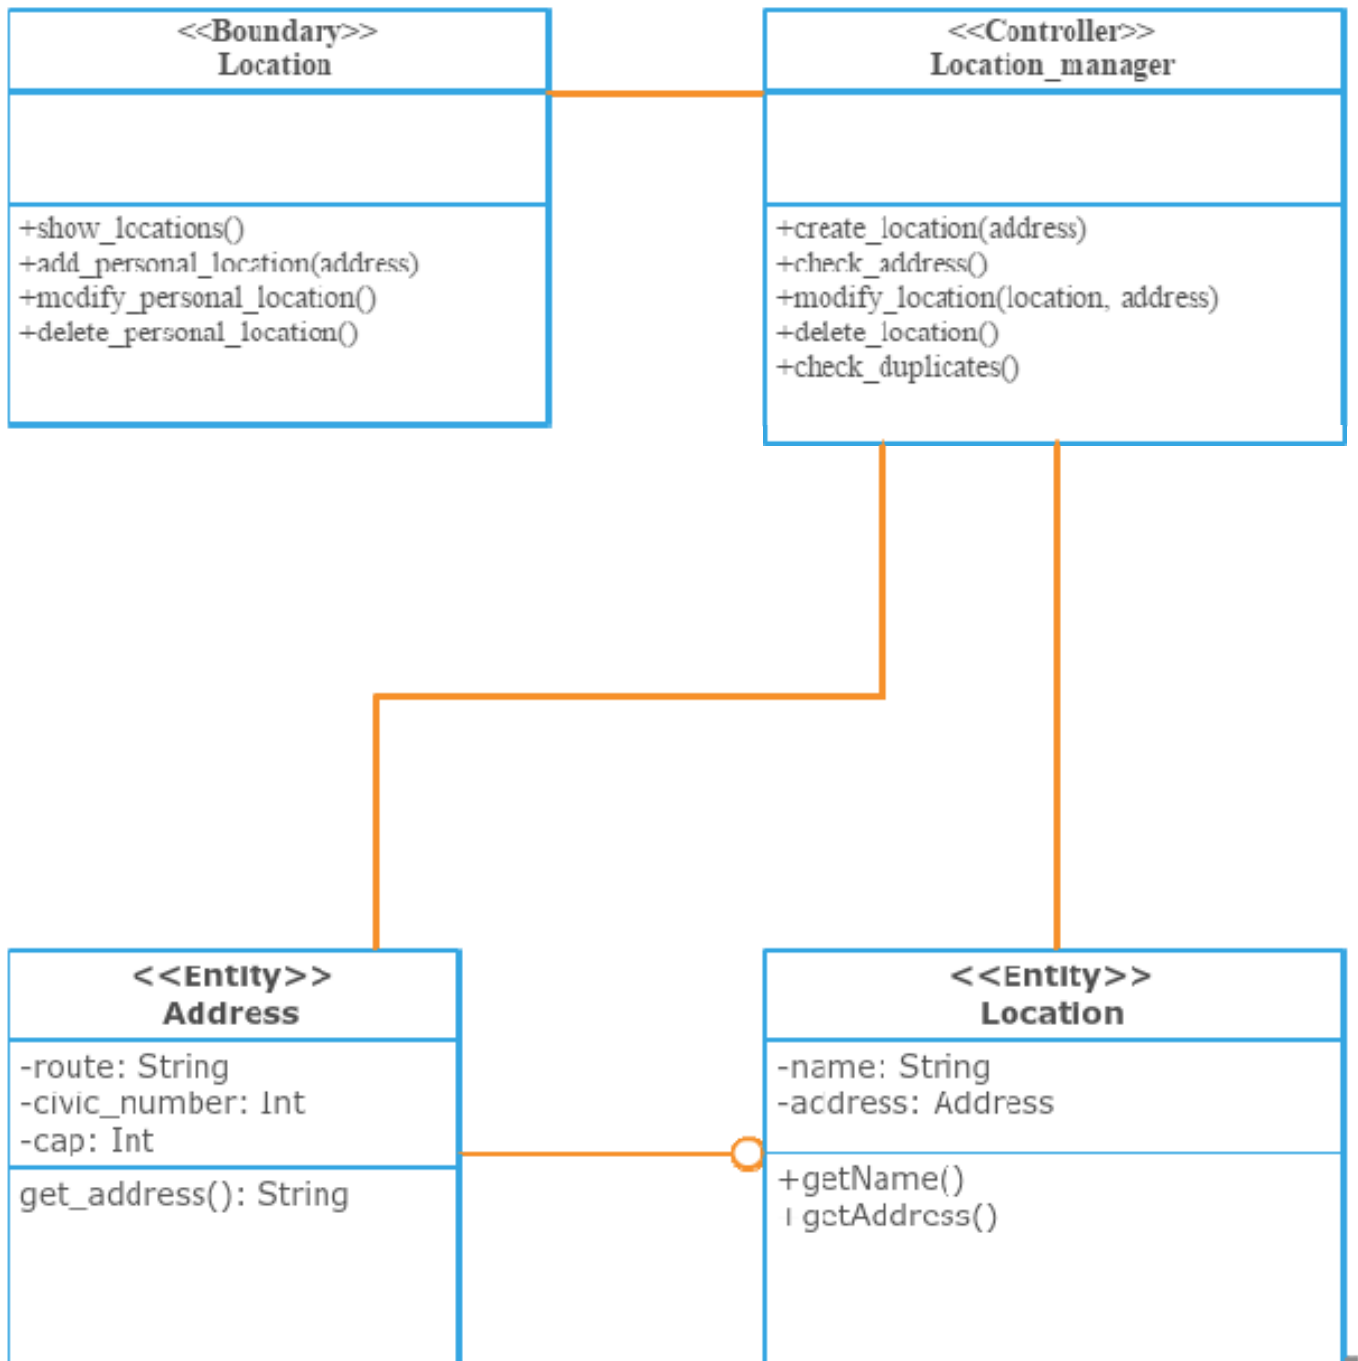 <<Boundary>>
Location
+show_locations()
+add_personal_location(address)
+modify_personal_location()
+delete_personal_location()
<<Controller>>
Location_manager
+create_location(address)
+check_address()
+modify_location(location, address)
+delete_location()
+check_duplicates()
<<Entity>>
Address
-route: String
-civic_number: Int
-cap: Int
get_address(): String
<<Entity>>
Location
-name: String
-address: Address
+getName()
+getAddress()